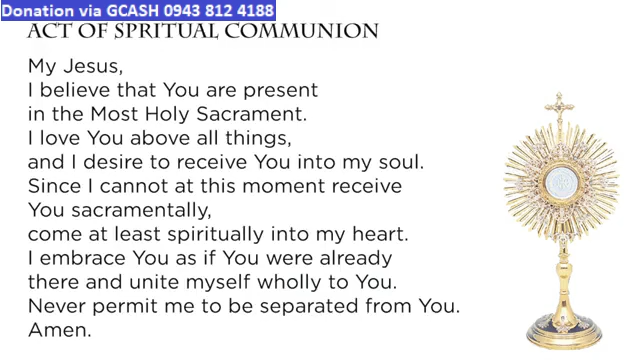 Donation via GCASH 0943 812 4188
ACT OF SPRITUAL COMMUNION
My Jesus,
I believe that You are present
in the Most Holy Sacrament.
I love You above all things,
and I desire to receive You into my soul.
Since I cannot at this moment receive
You sacramentally,
come at least spiritually into my heart.
I embrace You as if You were already
there and unite myself wholly to You.
Never permit me to be separated from You.
Amen.